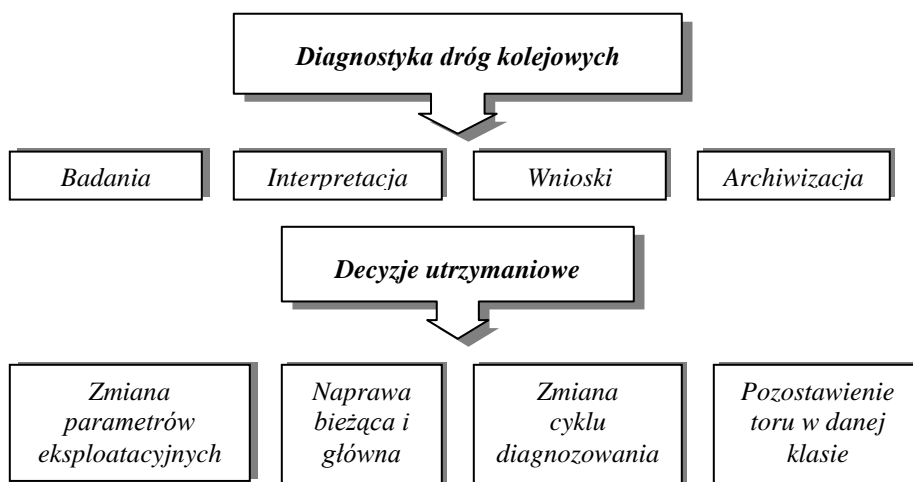 Diagnostyka dróg kolejowych
Badania
Interpretacja
Wnioski
Archiwizacja
Decyzje utrzymaniowe
Zmiana
parametrów
eksploatacyjnych
Naprawa
bieżąca i
główna
Zmiana
cyklu
diagnozowania
Pozostawienie
toru w danej
klasie